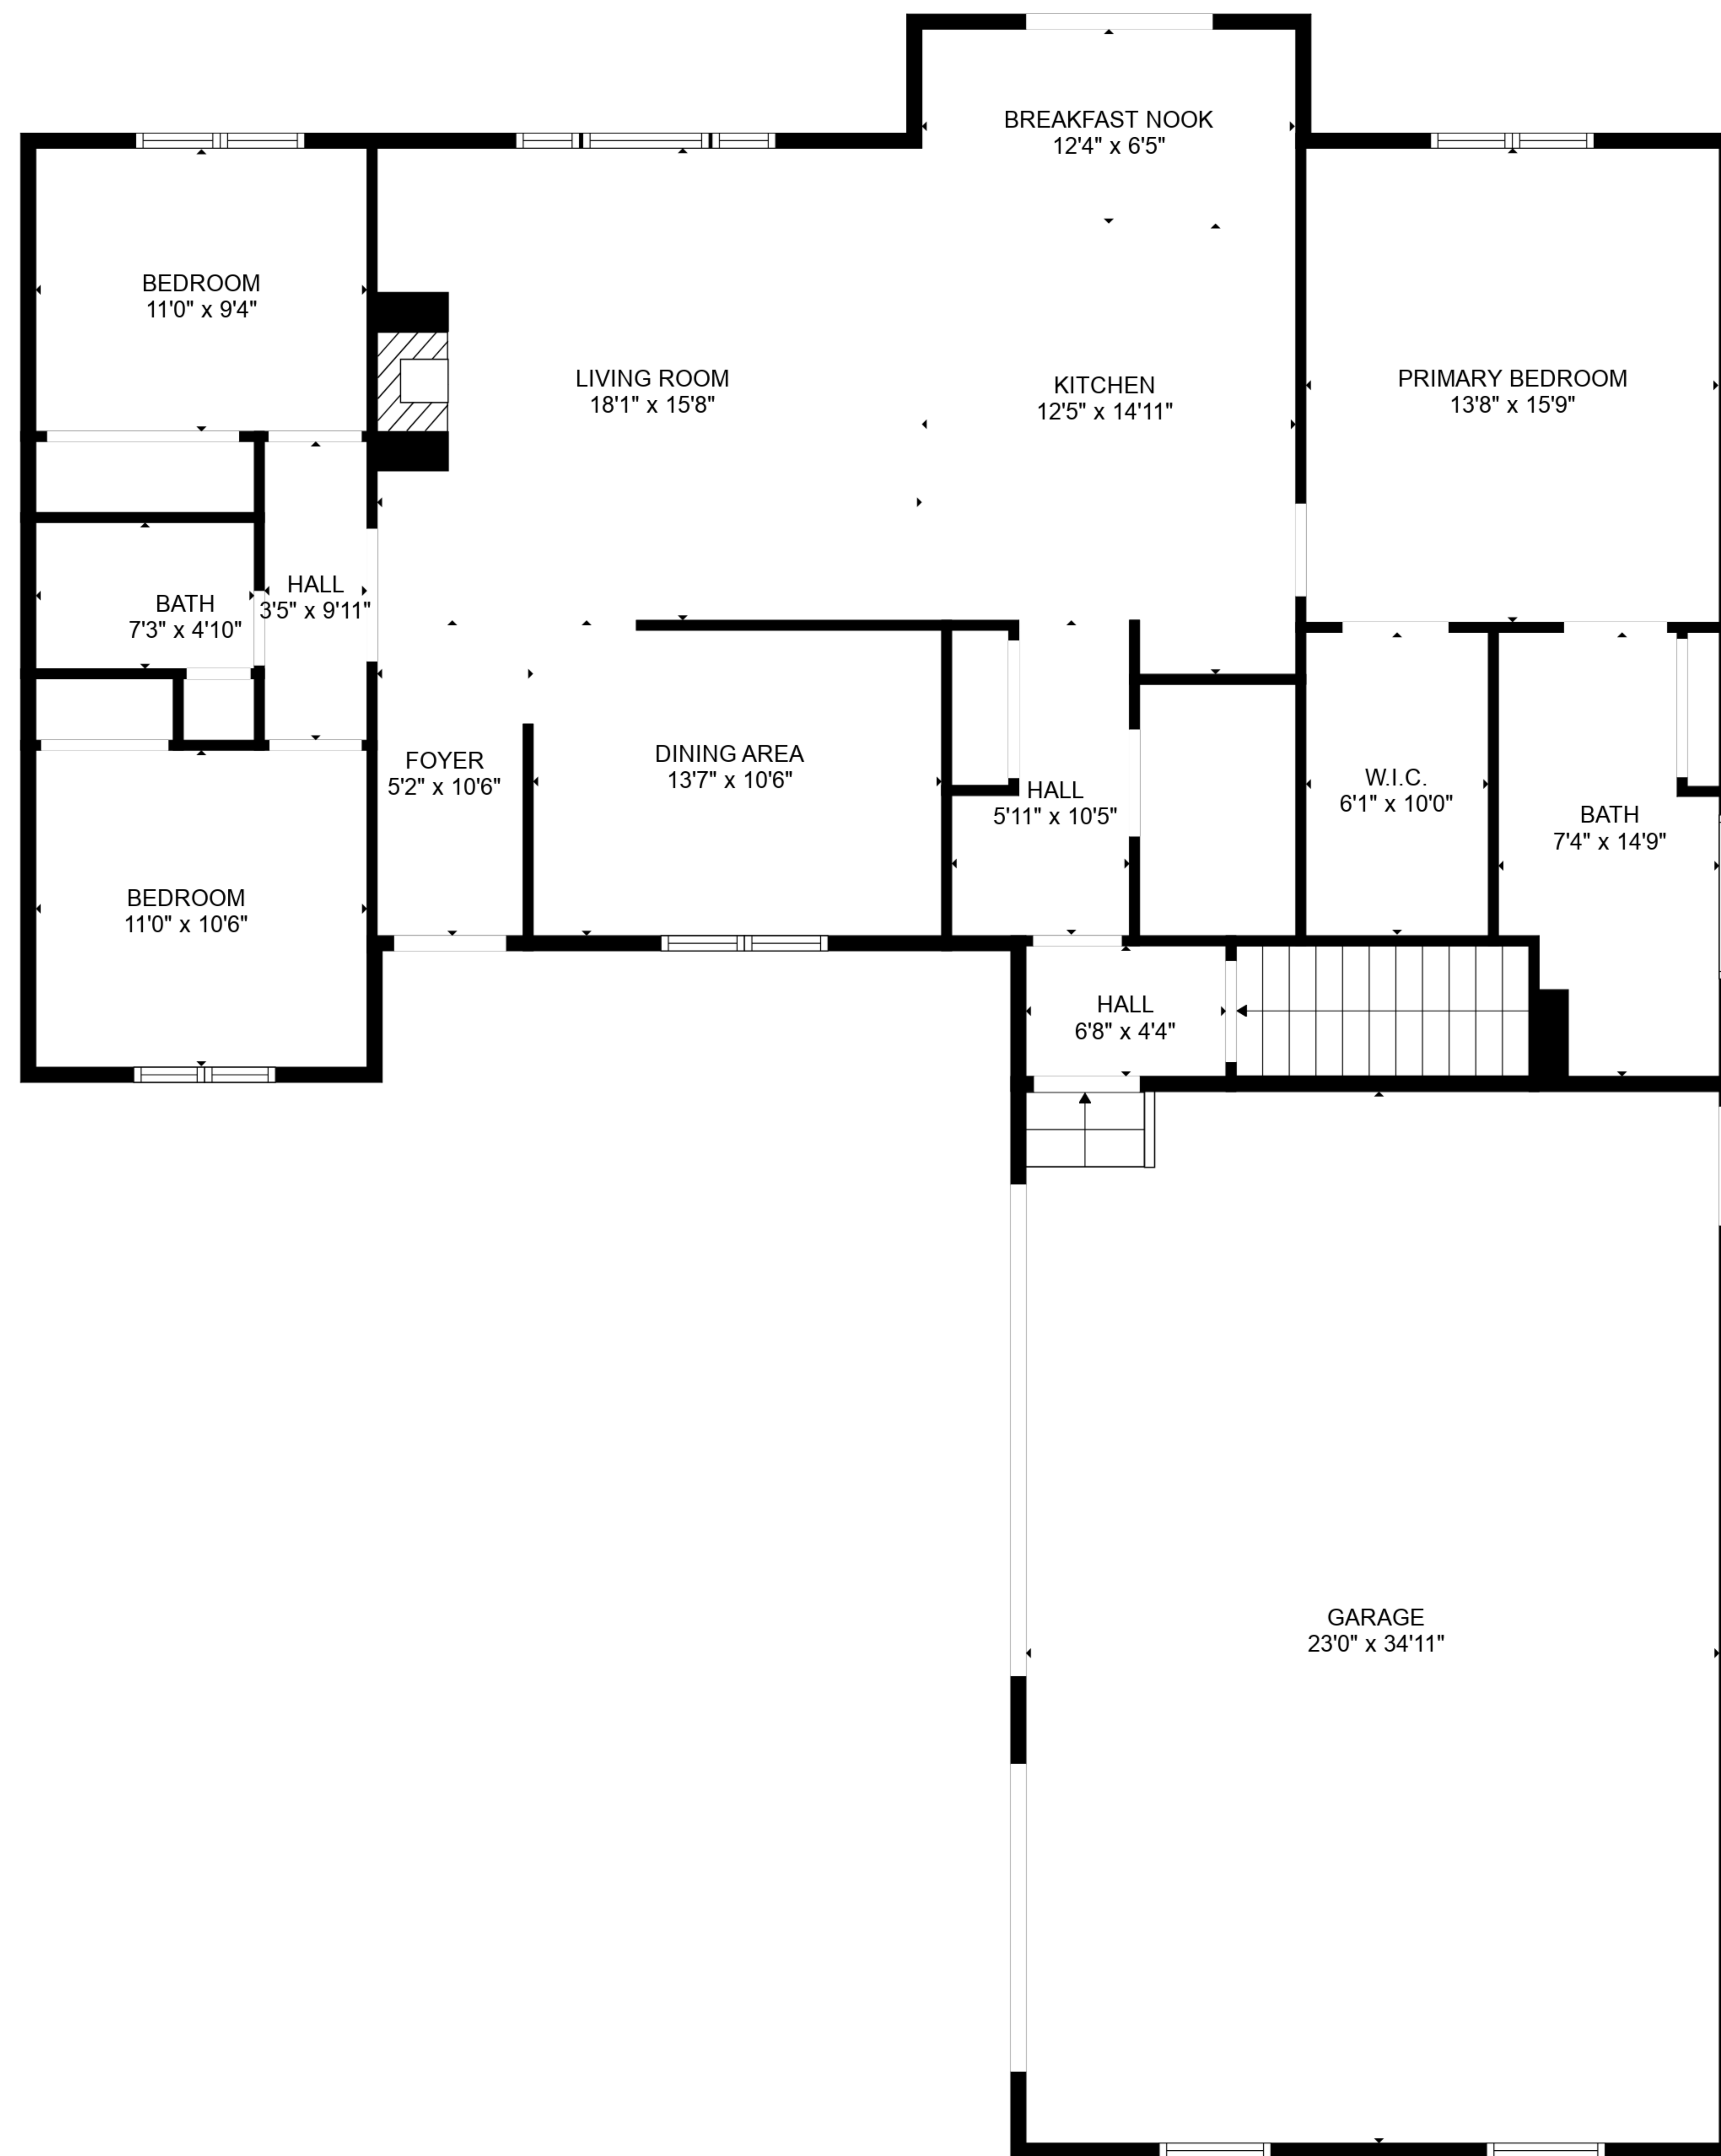 BREAKFAST NOOK
12'4" x 6'5"
BEDROOM
11'0" x 9'4"
LIVING ROOM
18'1" x 15'8"
KITCHEN
12'5" x 14'11"
PRIMARY BEDROOM
13'8" x 15'9"
BATH
7'3" x 4'10"
HALL
3'5" x 9'11"
FOYER
5'2" x 10'6"
DINING AREA
13'7" x 10'6"
HALL
5'11" x 10'5"
W.I.C.
6'1" x 10'0"
BATH
7'4" x 14'9"
BEDROOM
11'0" x 10'6"
HALL
6'8" x 4'4"
GARAGE
23'0" x 34'11"